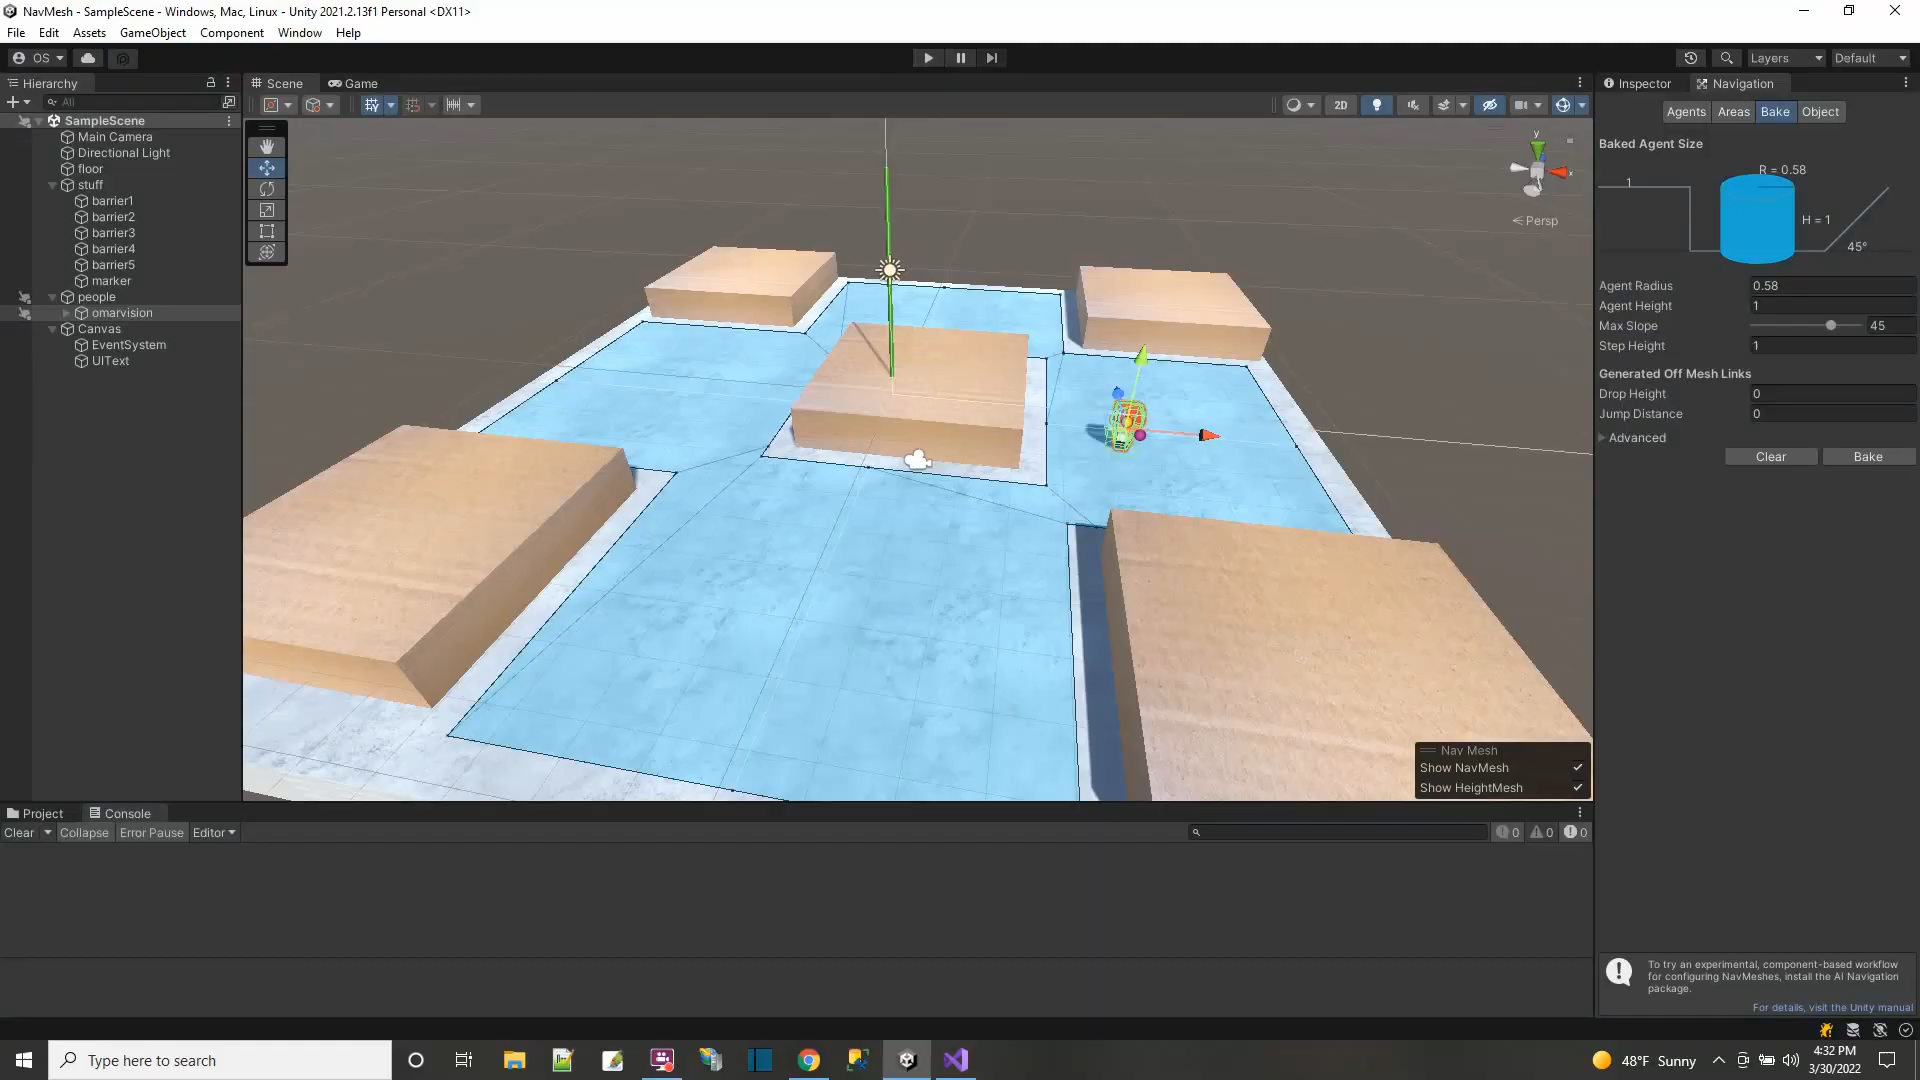 NavMesh - SampleScene - Windows, Mac, Linux - Unity 2021.2.13f1 Personal <DX11>
File Edit Assets GameObject Component Window Help
OS Layers Default
Hierarchy Scene Game Inspector Navigation
All 2D Agents Areas Bake Object
SampleScene
Main Camera
Directional Light
floor
stuff
barrier1
barrier2
barrier3
barrier4
barrier5
marker
people
omarvision
Canvas
EventSystem
UIText
y
x
Persp
Baked Agent Size
R = 0.58
1
H = 1
45°
Agent Radius 0.58
Agent Height 1
Max Slope 45
Step Height 1
Generated Off Mesh Links
Drop Height 0
Jump Distance 0
Advanced
Clear Bake
Nav Mesh
Show NavMesh
Show HeightMesh
Project Console
Clear Collapse Error Pause Editor 0 0 0
To try an experimental, component-based workflow
for configuring NavMeshes, install the AI Navigation
package.
For details, visit the Unity manual
Type here to search
48°F Sunny
4:32 PM
3/30/2022